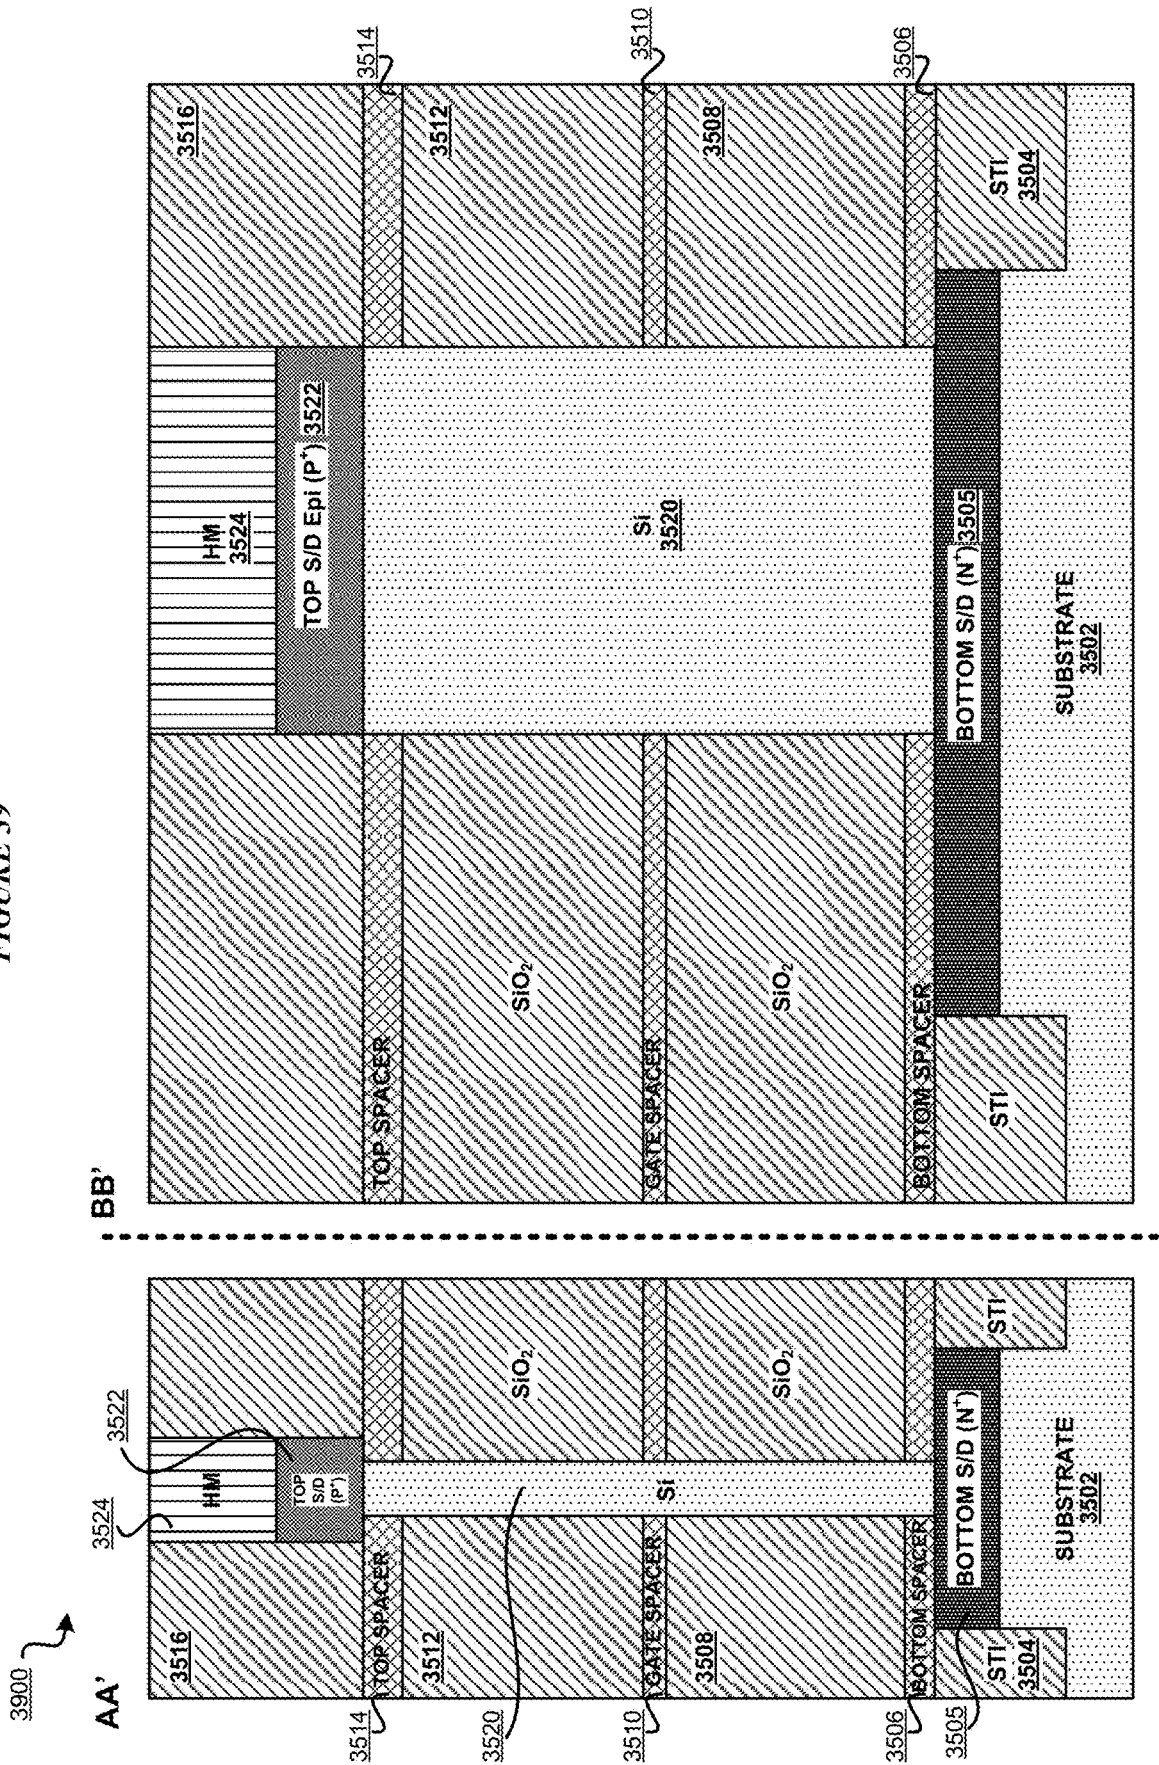 FIGURE 39
3900
AA'
3524
3522
3516
HM
TOP
S/D
(P⁺)
3514
TOP SPACER
3512
SiO₂
3520
Si
3510
GATE SPACER
3508
SiO₂
3506
BOTTOM SPACER
3505
STI
3504
BOTTOM S/D (N⁺)
STI
SUBSTRATE
3502
BB'
HM
3524
3516
TOP S/D Epi (P⁺) 3522
TOP SPACER
3514
SiO₂
3512
Si
3520
GATE SPACER
3510
SiO₂
3508
BOTTOM SPACER
3506
STI
BOTTOM S/D (N⁺) 3505
STI
3504
SUBSTRATE
3502